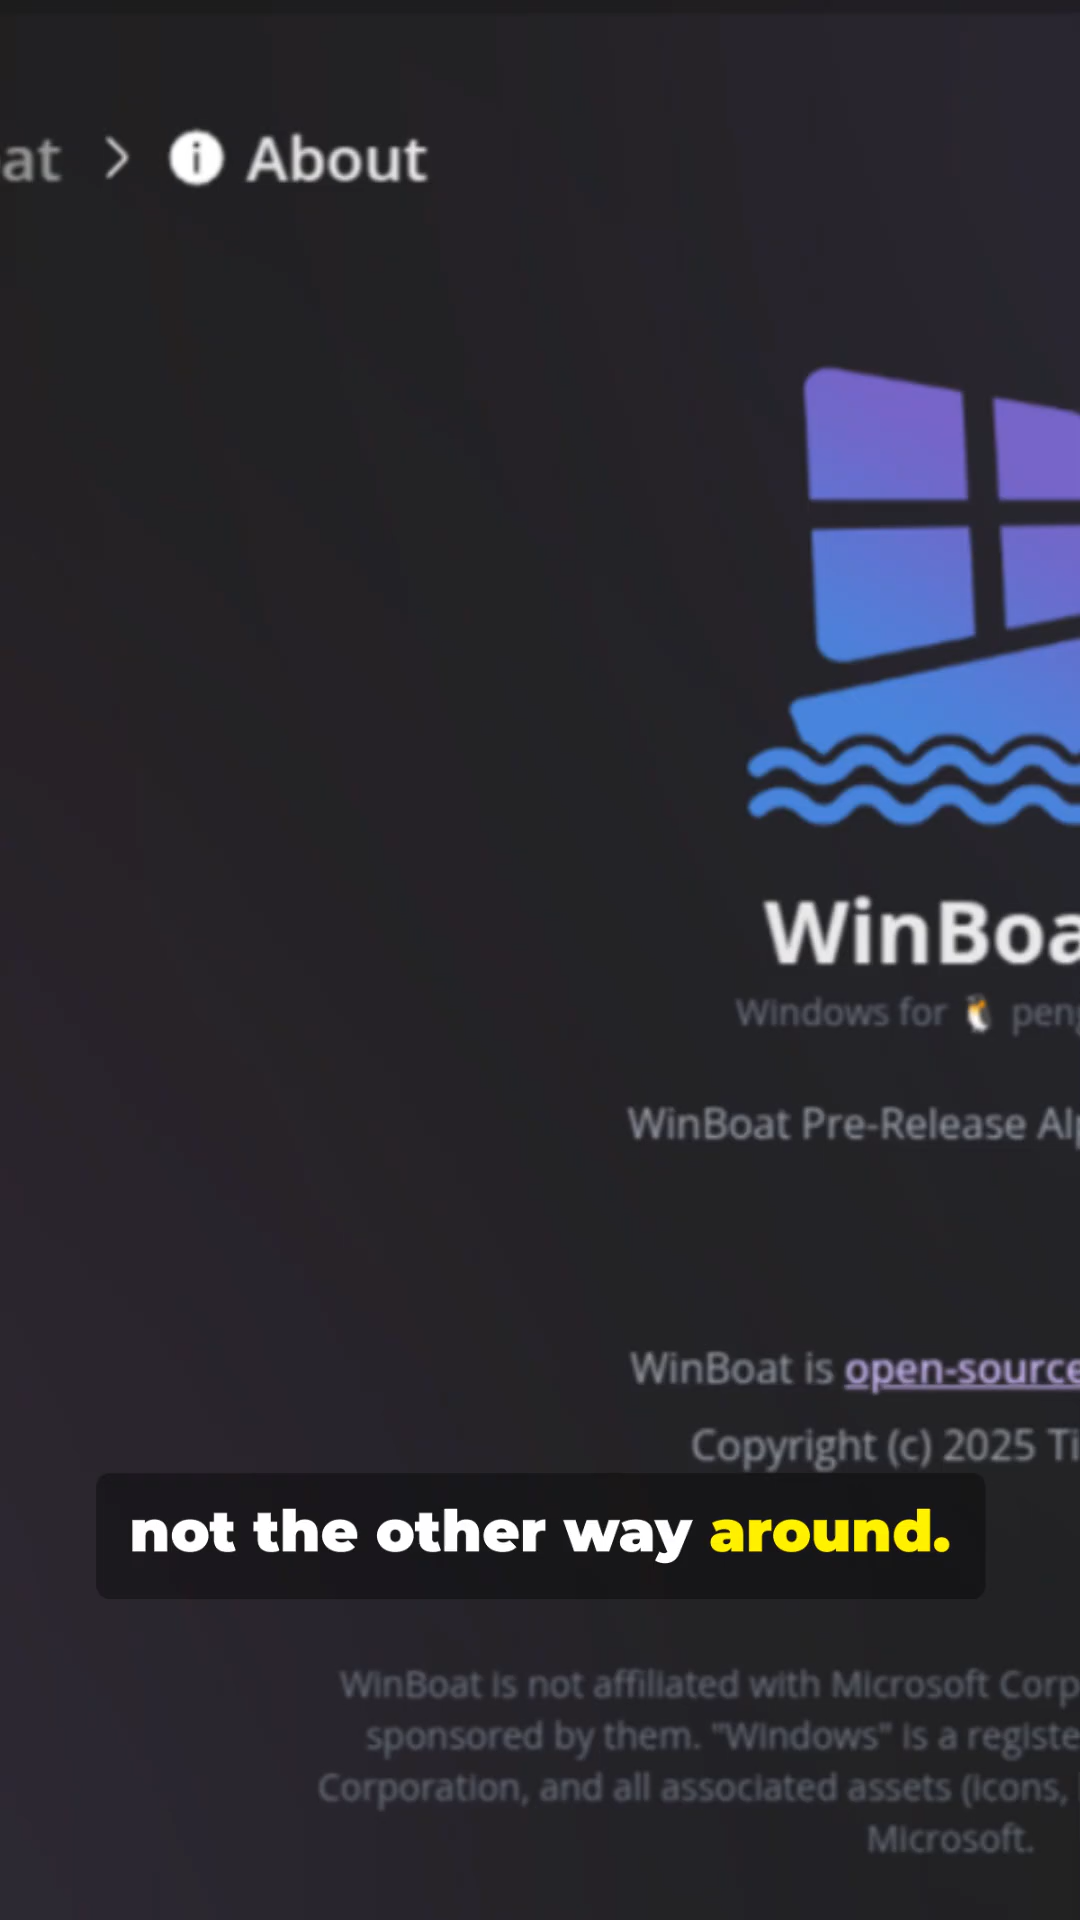 at > About
WinBoa
Windows for 🐧 peng
WinBoat Pre-Release Alp
WinBoat is open-source
Copyright (c) 2025 Ti
not the other way around.
WinBoat is not affiliated with Microsoft Corp
sponsored by them. "Windows" is a registe
Corporation, and all associated assets (icons,
Microsoft.